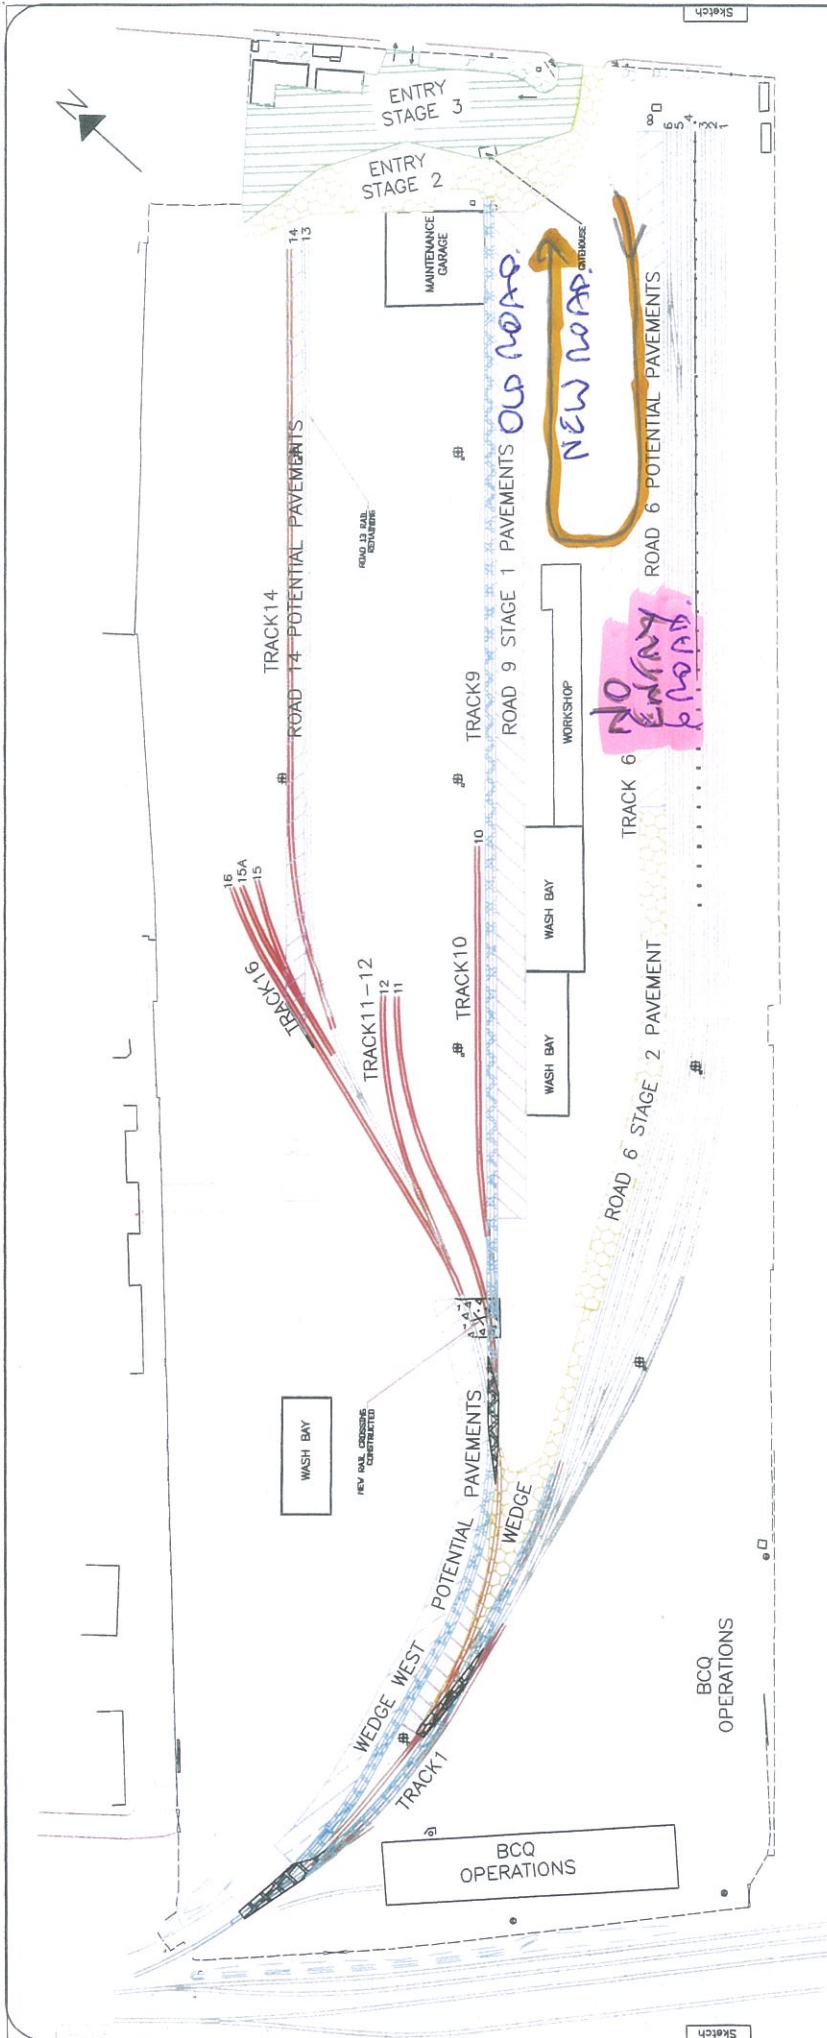 Sketch
N
ENTRY
STAGE 3
ENTRY
STAGE 2
8
6
5
4
3
2
1
14
13
MAINTENANCE
GARAGE
GATEHOUSE
OLD ROAD.
NEW ROAD.
ROAD 6 POTENTIAL PAVEMENTS
ROAD 13 RAIL
REMAINING
TRACK14
ROAD 14 POTENTIAL PAVEMENTS
TRACK9
ROAD 9 STAGE 1 PAVEMENTS
WORKSHOP
NO
ENTRY
6 ROAD.
TRACK 6
16
15A
15
10
TRACK16
TRACK11-12
12
11
TRACK10
WASH BAY
WASH BAY
ROAD 6 STAGE 2 PAVEMENT
NEW RAIL CROSSING
CONSTRUCTED
WASH BAY
POTENTIAL PAVEMENTS
WEDGE
WEDGE WEST
TRACK1
BCQ
OPERATIONS
BCQ
OPERATIONS
Sketch